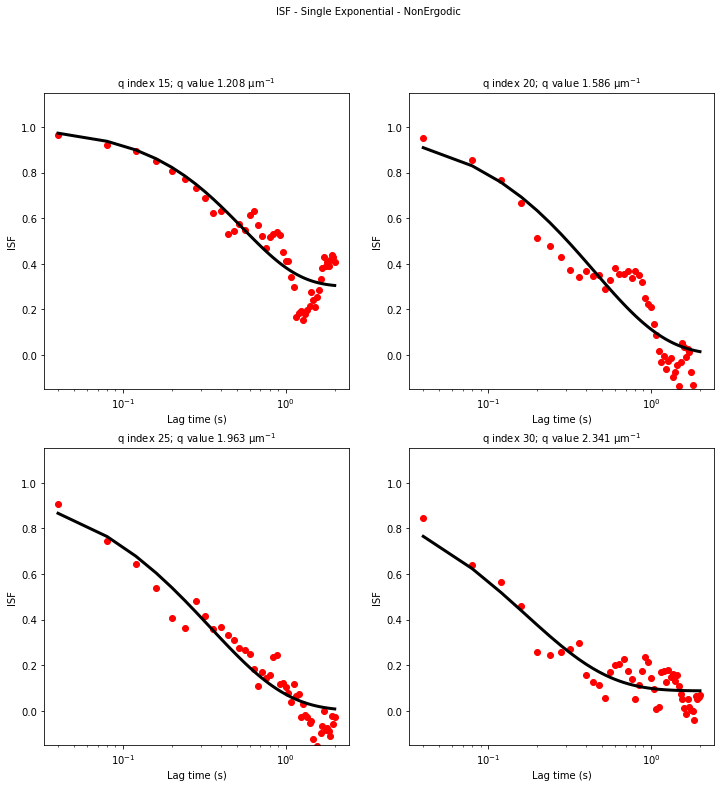 ISF - Single Exponential - NonErgodic
q index 15; q value 1.208 μm⁻¹
q index 20; q value 1.586 μm⁻¹
ISF
1.0
0.8
0.6
0.4
0.2
0.0
10⁻¹
10⁰
Lag time (s)
ISF
1.0
0.8
0.6
0.4
0.2
0.0
10⁻¹
10⁰
Lag time (s)
q index 25; q value 1.963 μm⁻¹
q index 30; q value 2.341 μm⁻¹
ISF
1.0
0.8
0.6
0.4
0.2
0.0
10⁻¹
10⁰
Lag time (s)
ISF
1.0
0.8
0.6
0.4
0.2
0.0
10⁻¹
10⁰
Lag time (s)